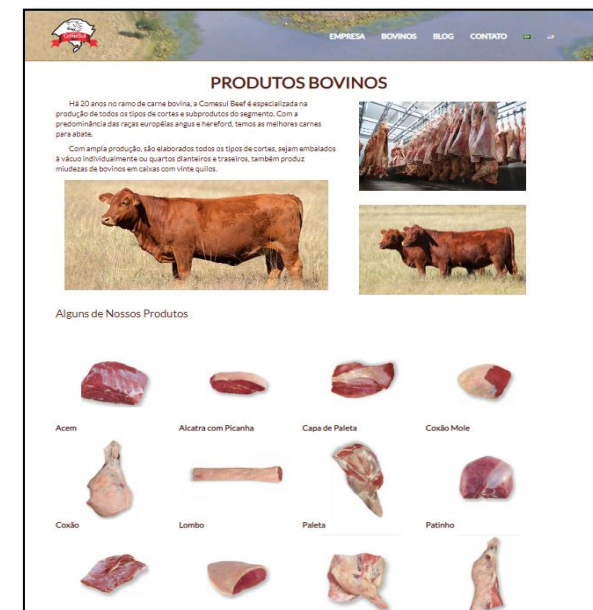 ComeSul
EMPRESA BOVINOS BLOG CONTATO
PRODUTOS BOVINOS
Há 20 anos no ramo de carne bovina, a Comesul Beef é especializada na
produção de todos os tipos de cortes e subprodutos do segmento. Com a
predominância das raças européias angus e hereford, temos as melhores carnes
para abate.
Com ampla produção, são elaborados todos os tipos de cortes, sejam embalados
à vácuo individualmente ou quartos dianteiros e traseiros, também produz
miudezas de bovinos em caixas com vinte quilos.
Alguns de Nossos Produtos
Acem
Alcatra com Picanha
Capa de Paleta
Coxão Mole
Coxão
Lombo
Paleta
Patinho